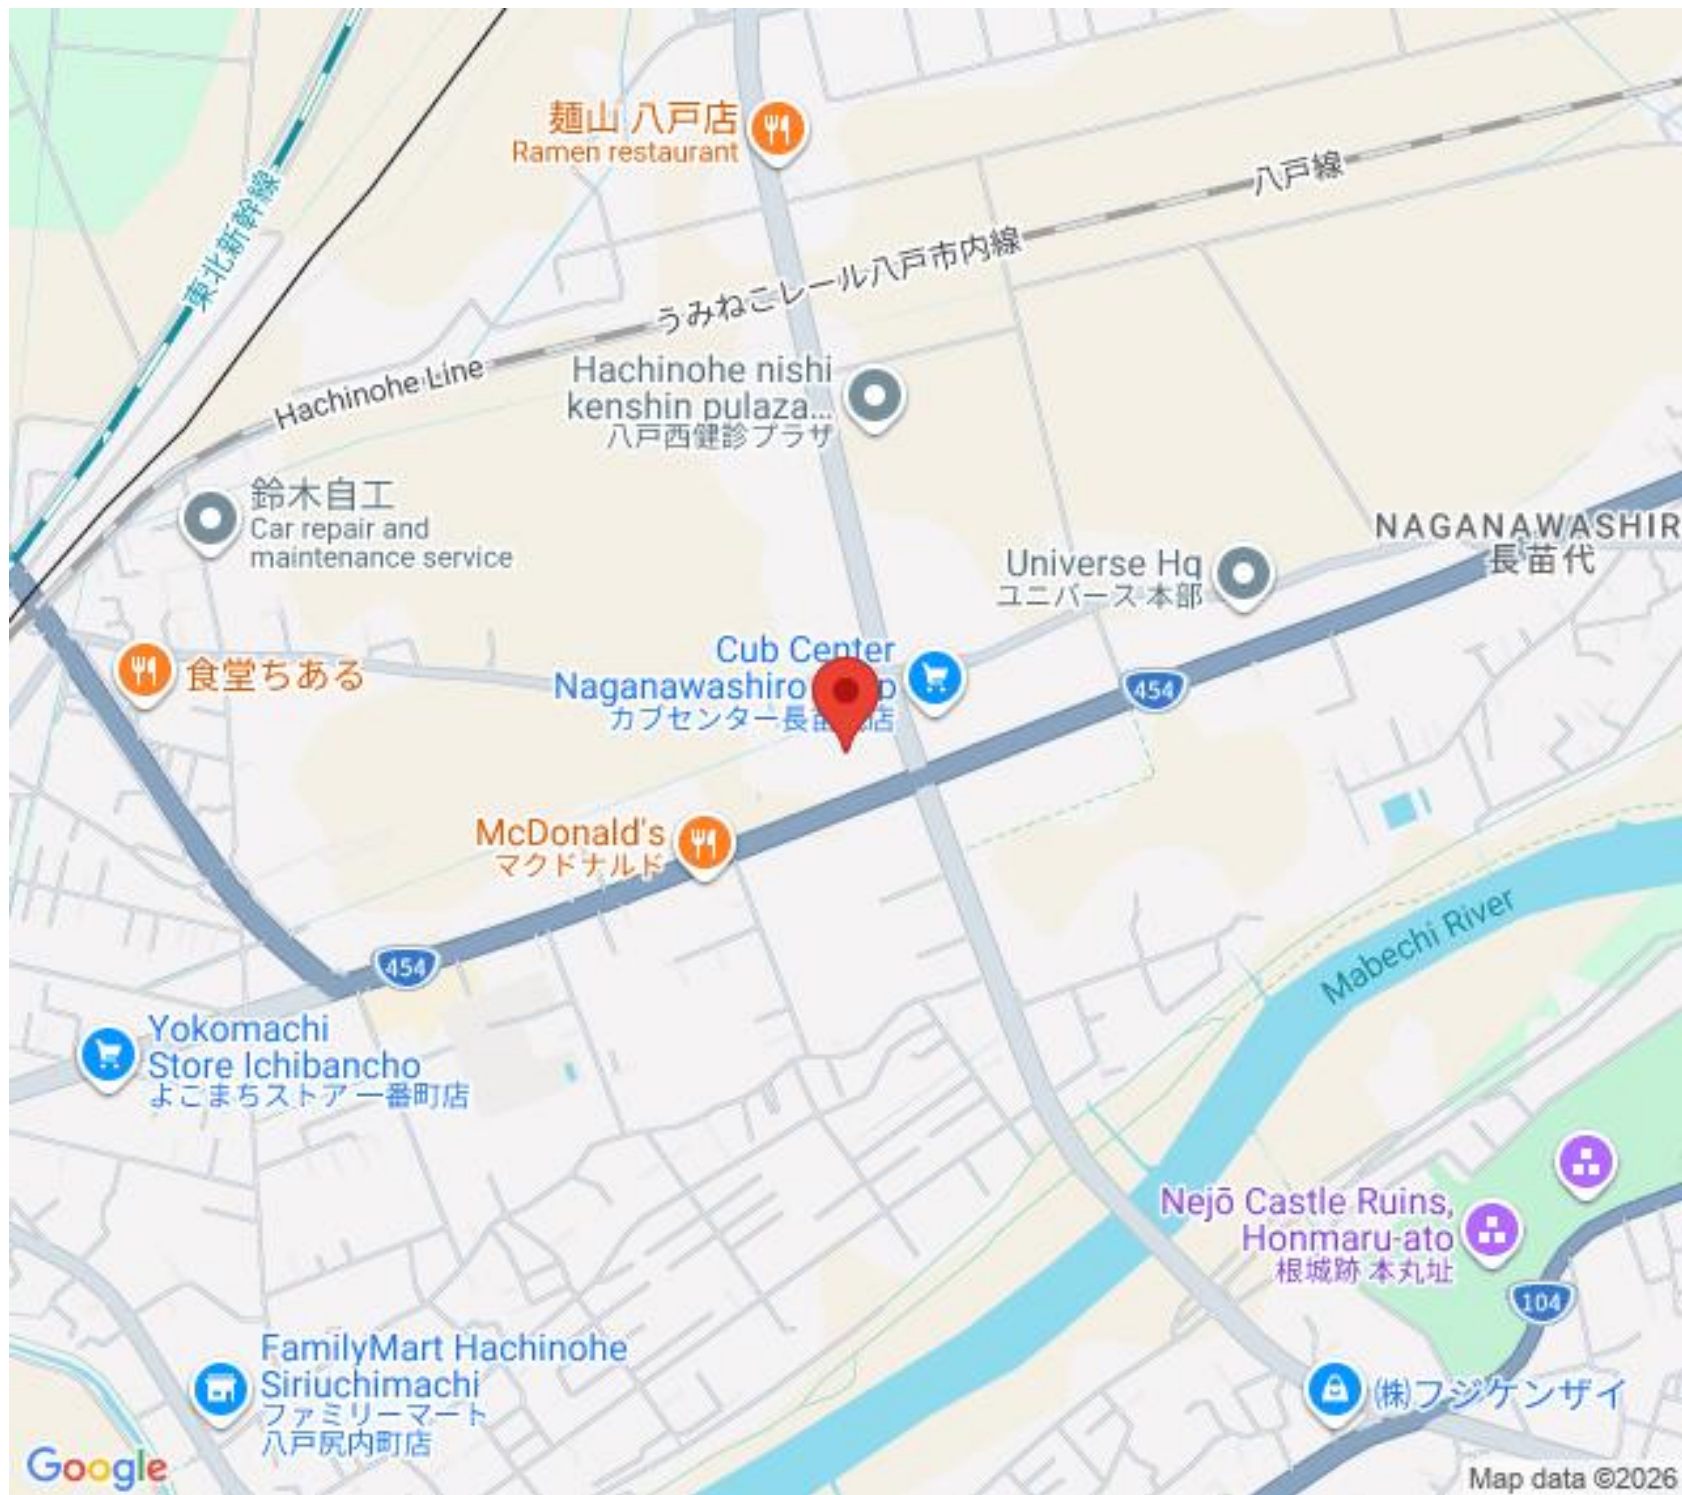 麺山 八戸店
Ramen restaurant
八戸線
東北新幹線
うみねこレール八戸市内線
Hachinohe Line
Hachinohe nishi
kenshin pulaza...
八戸西健診プラザ
鈴木自工
Car repair and
maintenance service
NAGANAWASHIR
長苗代
Universe Hq
ユニバース 本部
Cub Center
Naganawashiro
カブセンター長苗 店
食堂ちある
454
McDonald's
マクドナルド
454
Mabechi River
Yokomachi
Store Ichibancho
よこまちストア 一番町店
Nejō Castle Ruins,
Honmaru-ato
根城跡 本丸址
104
FamilyMart Hachinohe
Siriuchimachi
ファミリーマート
八戸尻内町店
㈱フジケンザイ
Google
Map data ©2026